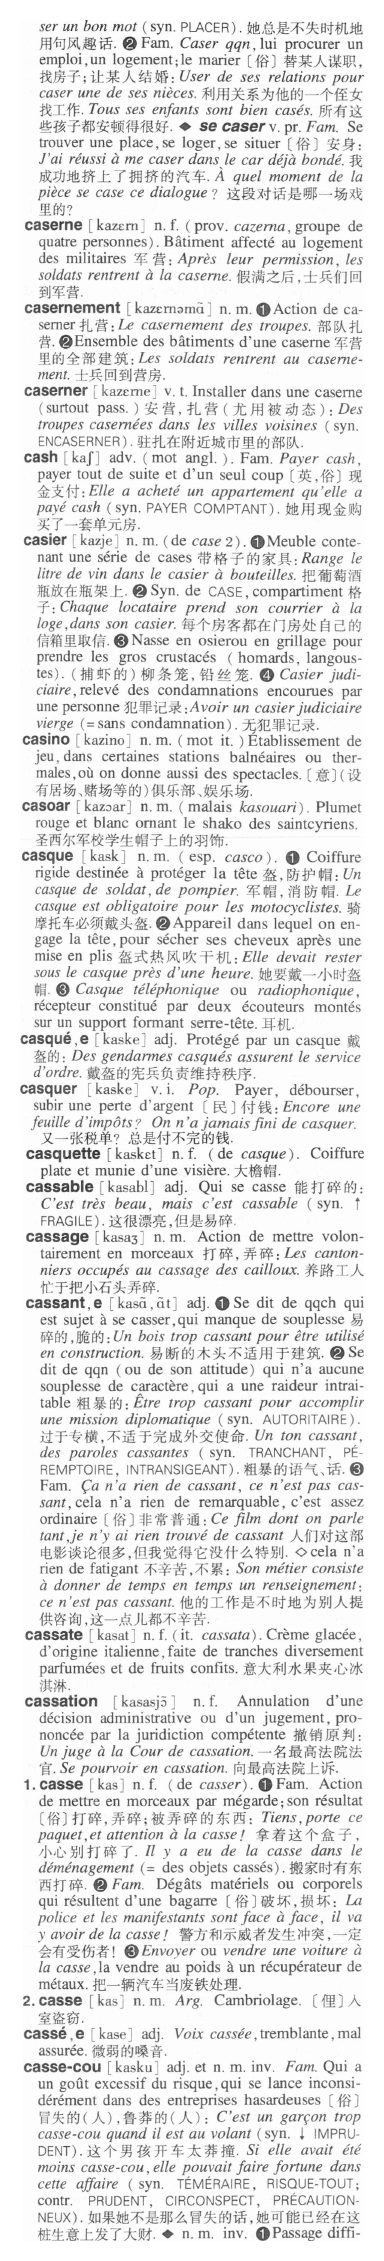 ser un bon mot (syn. PLACER). 她总是不失时机地
用句风趣话. ❷ Fam. Caser qqn, lui procurer un
emploi, un logement; le marier〔俗〕替某人谋职,
找房子; 让某人结婚: User de ses relations pour
caser une de ses nièces. 利用关系为他的一个侄女
找工作. Tous ses enfants sont bien casés. 所有这
些孩子都安顿得很好. ◆ se caser v. pr. Fam. Se
trouver une place, se loger, se situer〔俗〕安身:
J'ai réussi à me caser dans le car déjà bondé. 我
成功地挤上了拥挤的汽车. À quel moment de la
pièce se case ce dialogue? 这段对话是哪一场戏
里的?
caserne [kazɛrn] n. f. (prov. cazerna, groupe de
quatre personnes). Bâtiment affecté au logement
des militaires 军营: Après leur permission, les
soldats rentrent à la caserne. 假满之后, 士兵们回
到军营.
casernement [kazɛrnəmɑ̃] n. m. ❶ Action de ca-
serner 扎营: Le casernement des troupes. 部队扎
营. ❷ Ensemble des bâtiments d'une caserne 军营
里的全部建筑: Les soldats rentrent au caserne-
ment. 士兵回到营房.
caserner [kazɛrne] v. t. Installer dans une caserne
(surtout pass.) 安营, 扎营 (尤用被动态): Des
troupes casernées dans les villes voisines (syn.
ENCASERNER). 驻扎在附近城市里的部队.
cash [kaʃ] adv. (mot angl.). Fam. Payer cash,
payer tout de suite et d'un seul coup〔英, 俗〕现
金支付: Elle a acheté un appartement qu'elle a
payé cash (syn. PAYER COMPTANT). 她用现金购
买了一套单元房.
casier [kazje] n. m. (de case 2). ❶ Meuble conte-
nant une série de cases 带格子的家具: Range le
litre de vin dans le casier à bouteilles. 把葡萄酒
瓶放在瓶架上. ❷ Syn. de CASE, compartiment 格
子: Chaque locataire prend son courrier à la
loge, dans son casier. 每个房客都在门房处自己的
信箱里取信. ❸ Nasse en osierou en grillage pour
prendre les gros crustacés (homards, langous-
tes). (捕虾的) 柳条笼, 铅丝笼. ❹ Casier judi-
ciaire, relevé des condamnations encourues par
une personne 犯罪记录: Avoir un casier judiciaire
vierge (= sans condamnation). 无犯罪记录.
casino [kazino] n. m. (mot it.) Établissement de
jeu, dans certaines stations balnéaires ou ther-
males, où on donne aussi des spectacles. 〔意〕(设
有居场、赌场等的) 俱乐部、娱乐场.
casoar [kazɔar] n. m. (malais kasouari). Plumet
rouge et blanc ornant le shako des saintcyriens.
圣西尔军校学生帽子上的羽饰.
casque [kask] n. m. (esp. casco). ❶ Coiffure
rigide destinée à protéger la tête 盔, 防护帽: Un
casque de soldat, de pompier. 军帽, 消防帽. Le
casque est obligatoire pour les motocyclistes. 骑
摩托车必须戴头盔. ❷ Appareil dans lequel on en-
gage la tête, pour sécher ses cheveux après une
mise en plis 盔式热风吹干机: Elle devait rester
sous le casque près d'une heure. 她要戴一小时盔
帽. ❸ Casque téléphonique ou radiophonique,
récepteur constitué par deux écouteurs montés
sur un support formant serre-tête. 耳机.
casqué, e [kaske] adj. Protégé par un casque 戴
盔的: Des gendarmes casqués assurent le service
d'ordre. 戴盔的宪兵负责维持秩序.
casquer [kaske] v. i. Pop. Payer, débourser,
subir une perte d'argent〔民〕付钱: Encore une
feuille d'impôts? On n'a jamais fini de casquer.
又一张税单? 总是付不完的钱.
casquette [kaskɛt] n. f. (de casque). Coiffure
plate et munie d'une visière. 大檐帽.
cassable [kasabl] adj. Qui se casse 能打碎的:
C'est très beau, mais c'est cassable (syn. ↑
FRAGILE). 这很漂亮, 但是易碎.
cassage [kasaʒ] n. m. Action de mettre volon-
tairement en morceaux 打碎, 弄碎: Les canton-
niers occupés au cassage des cailloux. 养路工人
忙于把小石头弄碎.
cassant, e [kasɑ̃, ɑ̃t] adj. ❶ Se dit de qqch qui
est sujet à se casser, qui manque de souplesse 易
碎的, 脆的: Un bois trop cassant pour être utilisé
en construction. 易断的木头不适用于建筑. ❷ Se
dit de qqn (ou de son attitude) qui n'a aucune
souplesse de caractère, qui a une raideur intrai-
table 粗暴的: Être trop cassant pour accomplir
une mission diplomatique (syn. AUTORITAIRE).
过于专横, 不适于完成外交使命. Un ton cassant,
des paroles cassantes (syn. TRANCHANT, PÉ-
REMPTOIRE, INTRANSIGEANT). 粗暴的语气、话. ❸
Fam. Ça n'a rien de cassant, ce n'est pas cas-
sant, cela n'a rien de remarquable, c'est assez
ordinaire〔俗〕非常普通: Ce film dont on parle
tant, je n'y ai rien trouvé de cassant 人们对这部
电影谈论很多, 但我觉得它没什么特别. ◇ cela n'a
rien de fatigant 不辛苦, 不累: Son métier consiste
à donner de temps en temps un renseignement;
ce n'est pas cassant. 他的工作是不时地为别人提
供咨询, 这一点儿都不辛苦.
cassate [kasat] n. f. (it. cassata). Crème glacée,
d'origine italienne, faite de tranches diversement
parfumées et de fruits confits. 意大利水果夹心冰
淇淋.
cassation [kasasjɔ̃] n. f. Annulation d'une
décision administrative ou d'un jugement, pro-
noncée par la juridiction compétente 撤销原判:
Un juge à la Cour de cassation. 一名最高法院法
官. Se pourvoir en cassation. 向最高法院上诉.
1. casse [kas] n. f. (de casser). ❶ Fam. Action
de mettre en morceaux par mégarde; son résultat
〔俗〕打碎, 弄碎; 被弄碎的东西: Tiens, porte ce
paquet, et attention à la casse! 拿着这个盒子,
小心别打碎了. Il y a eu de la casse dans le
déménagement (= des objets cassés). 搬家时有东
西打碎. ❷ Fam. Dégâts matériels ou corporels
qui résultent d'une bagarre〔俗〕破坏, 损坏: La
police et les manifestants sont face à face, il va
y avoir de la casse! 警方和示威者发生冲突, 一定
会有受伤者! ❸ Envoyer ou vendre une voiture à
la casse, la vendre au poids à un récupérateur de
métaux. 把一辆汽车当废铁处理.
2. casse [kas] n. m. Arg. Cambriolage. 〔俚〕入
室盗窃.
cassé, e [kase] adj. Voix cassée, tremblante, mal
assurée. 微弱的嗓音.
casse-cou [kasku] adj. et n. m. inv. Fam. Qui a
un goût excessif du risque, qui se lance inconsi-
dérément dans des entreprises hasardeuses〔俗〕
冒失的 (人), 鲁莽的 (人): C'est un garçon trop
casse-cou quand il est au volant (syn. ↓ IMPRU-
DENT). 这个男孩开车太莽撞. Si elle avait été
moins casse-cou, elle pouvait faire fortune dans
cette affaire (syn. TÉMÉRAIRE, RISQUE-TOUT;
contr. PRUDENT, CIRCONSPECT, PRÉCAUTION-
NEUX). 如果她不是那么冒失的话, 她可能已经在这
桩生意上发了大财. ◆ n. m. inv. ❶ Passage diffi-